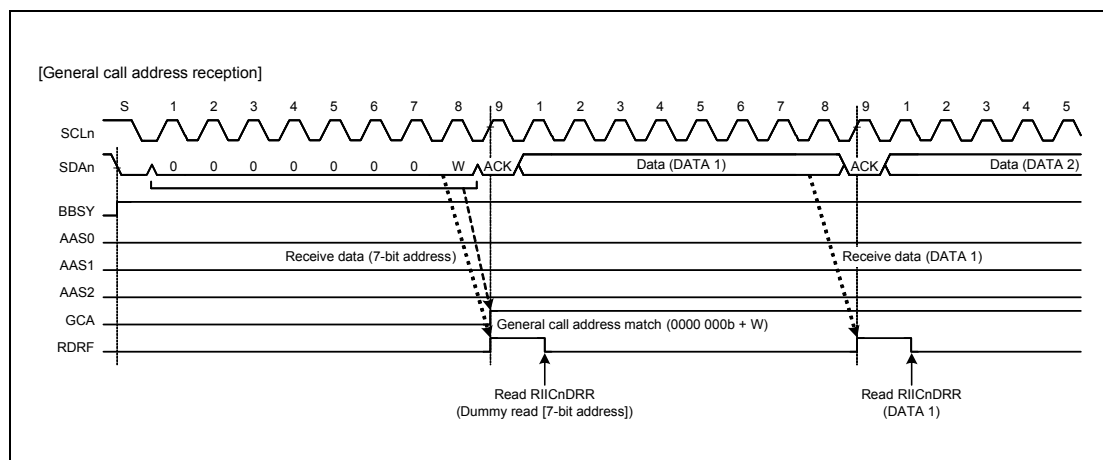 [General call address reception]
S 1 2 3 4 5 6 7 8 9 1 2 3 4 5 6 7 8 9 1 2 3 4 5
SCLn
SDAn 0 0 0 0 0 0 0 W ACK Data (DATA 1) ACK Data (DATA 2)
BBSY
AAS0
Receive data (7-bit address) Receive data (DATA 1)
AAS1
AAS2
GCA
General call address match (0000 000b + W)
RDRF
Read RIICnDRR Read RIICnDRR
(Dummy read [7-bit address]) (DATA 1)